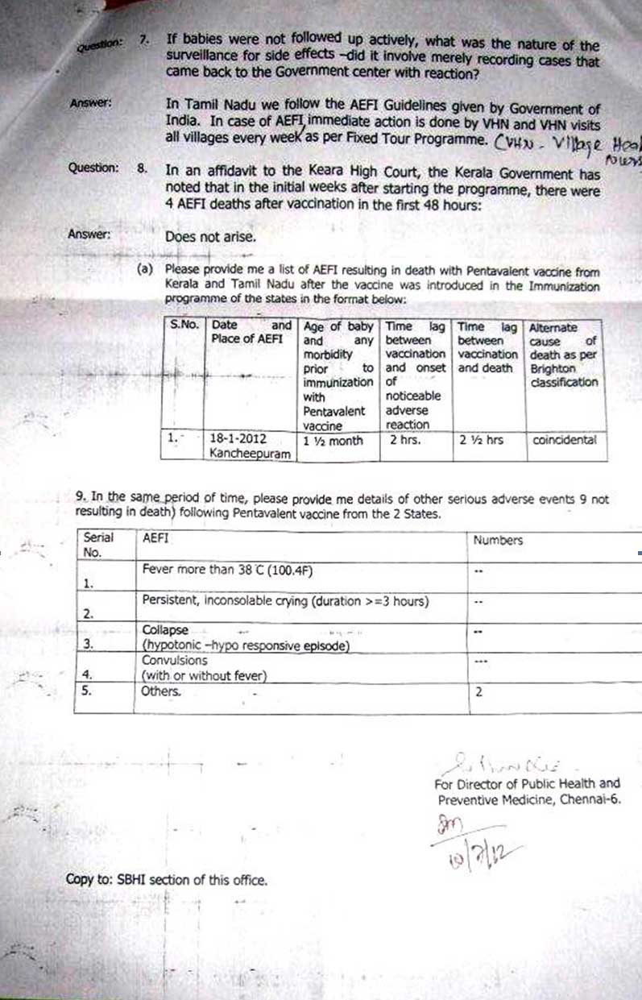 Question: 7. If babies were not followed up actively, what was the nature of the
surveillance for side effects –did it involve merely recording cases that
came back to the Government center with reaction?
Answer: In Tamil Nadu we follow the AEFI Guidelines given by Government of
India. In case of AEFI, immediate action is done by VHN and VHN visits
all villages every week as per Fixed Tour Programme. (VHN - Village
Question: 8. In an affidavit to the Keara High Court, the Kerala Government has
noted that in the initial weeks after starting the programme, there were
4 AEFI deaths after vaccination in the first 48 hours:
Answer: Does not arise.
(a) Please provide me a list of AEFI resulting in death with Pentavalent vaccine from
Kerala and Tamil Nadu after the vaccine was introduced in the Immunization
programme of the states in the format below:
S.No. Date and Age of baby Time lag Time lag Alternate
Place of AEFI and any between between cause of
morbidity vaccination vaccination death as per
prior to and onset and death Brighton
immunization of classification
with noticeable
Pentavalent adverse
vaccine reaction
1. 18-1-2012 1 ½ month 2 hrs. 2 ½ hrs coincidental
Kancheepuram
9. In the same period of time, please provide me details of other serious adverse events 9 not
resulting in death) following Pentavalent vaccine from the 2 States.
Serial AEFI Numbers
No.
Fever more than 38 C (100.4F) --
1.
Persistent, inconsolable crying (duration >=3 hours) --
2.
Collapse --
3. (hypotonic –hypo responsive episode)
Convulsions ---
4. (with or without fever)
5. Others. 2
For Director of Public Health and
Preventive Medicine, Chennai-6.
10/7/12
Copy to: SBHI section of this office.